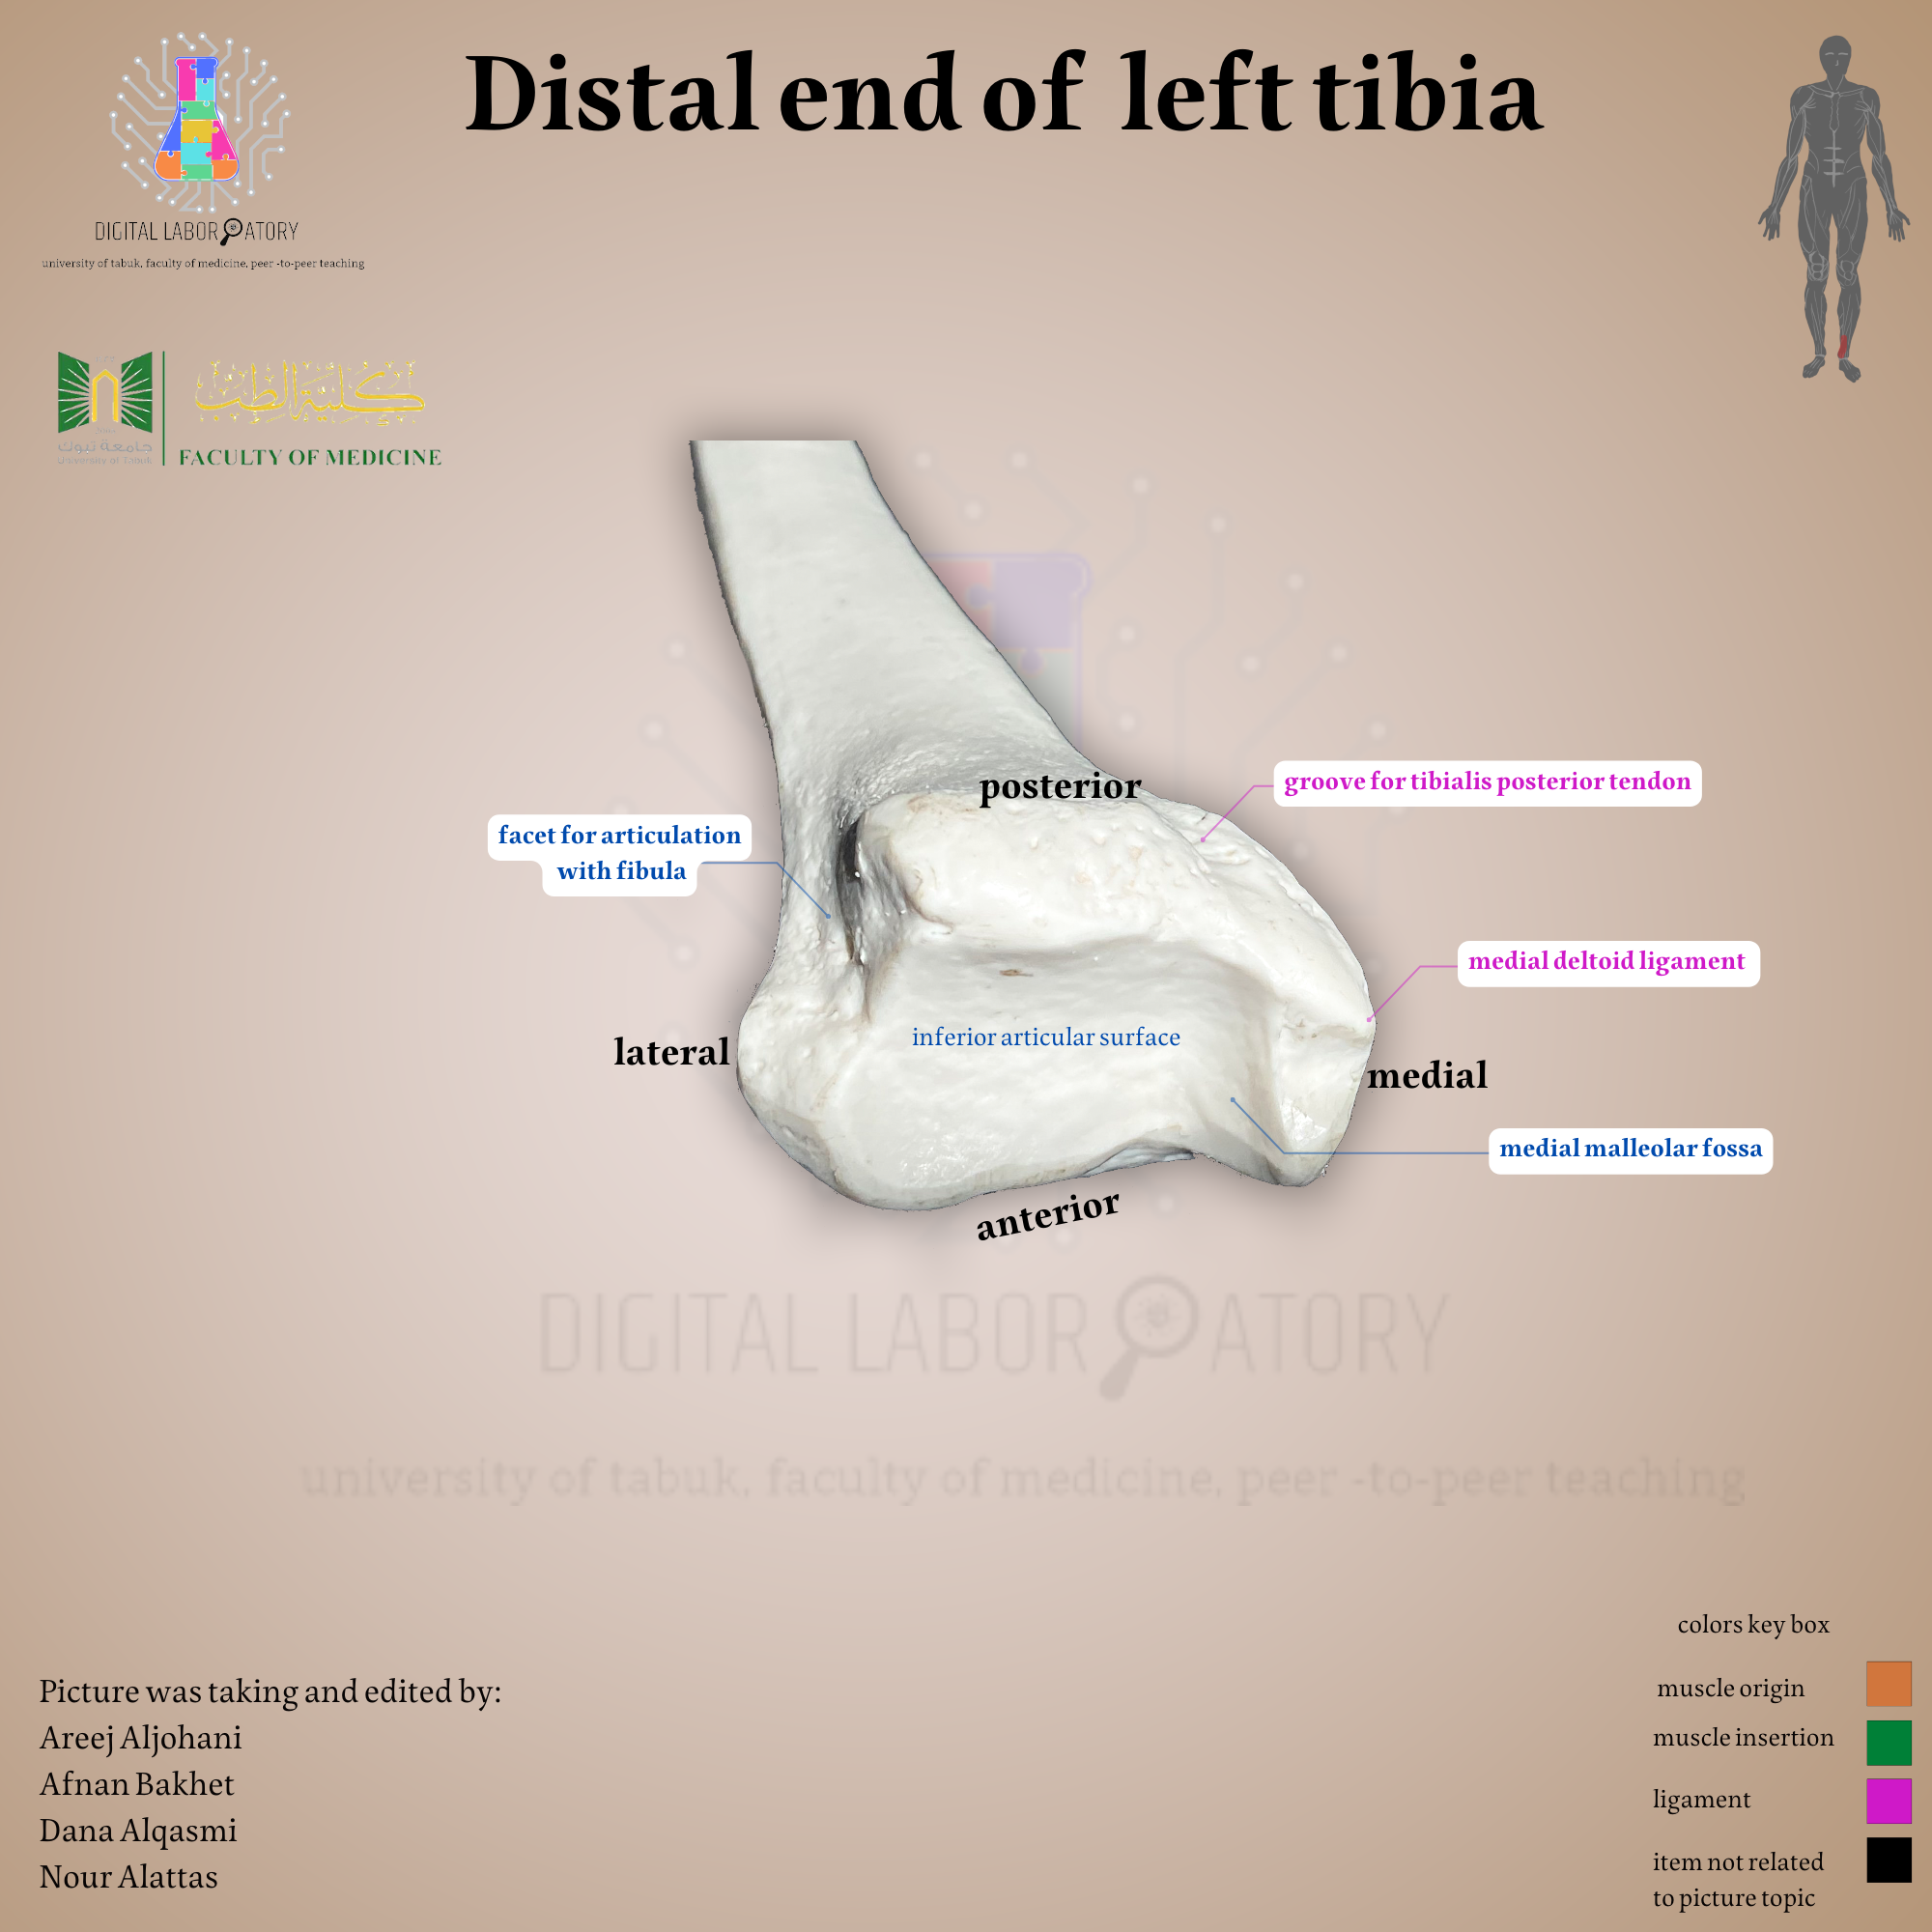 Distal end of left tibia
DIGITAL LABORATORY
university of tabuk, faculty of medicine, peer -to-peer teaching
كلية الطب
جامعة تبوك
University of Tabuk
FACULTY OF MEDICINE
posterior
groove for tibialis posterior tendon
facet for articulation
with fibula
medial deltoid ligament
inferior articular surface
lateral
medial
medial malleolar fossa
anterior
DIGITAL LABORATORY
university of tabuk, faculty of medicine, peer -to-peer teaching
colors key box
muscle origin
muscle insertion
ligament
item not related
to picture topic
Picture was taking and edited by:
Areej Aljohani
Afnan Bakhet
Dana Alqasmi
Nour Alattas